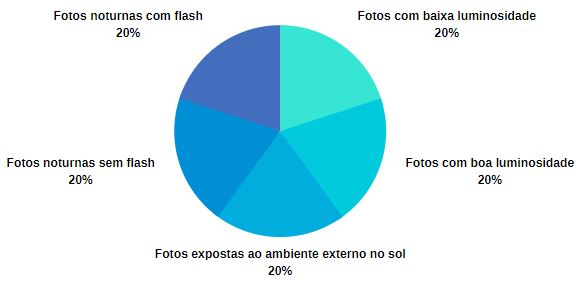 Fotos noturnas com flash
20%
Fotos com baixa luminosidade
20%
Fotos noturnas sem flash
20%
Fotos com boa luminosidade
20%
Fotos expostas ao ambiente externo no sol
20%